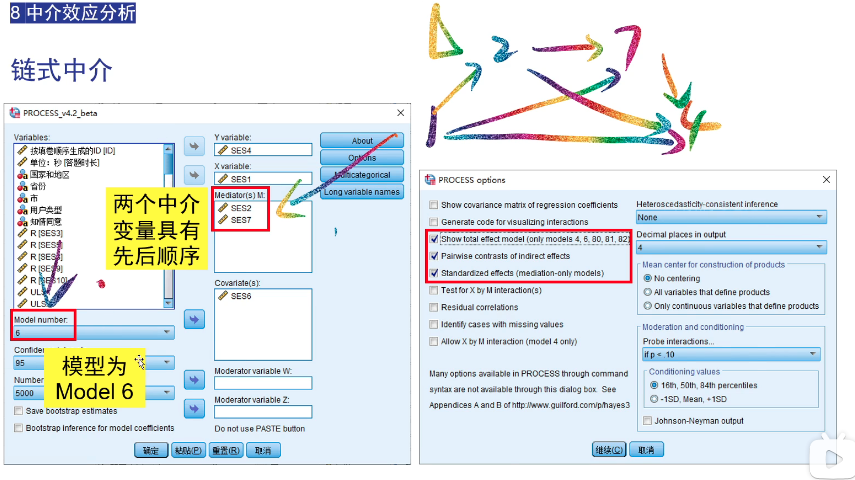 8 中介效应分析
链式中介
PROCESS_v4.2_beta
Variables:
按填卷顺序生成的ID [ID]
单位：秒 [答题时长]
国家和地区
省份
市
用户类型
知情同意
R [SES3]
R [SES9]
R [SES10]
两个中介
变量具有
先后顺序
Model number:
6
95
模型为
Model 6
5000
Save bootstrap estimates
Bootstrap inference for model coefficients
Y variable:
SES4
X variable:
SES1
Mediator(s) M:
SES2
SES7
Covariate(s):
SES6
Moderator variable W:
Moderator variable Z:
Do not use PASTE button
About
Options
Multicategorical
Long variable names
确定
粘贴(P)
重置(R)
取消
1
2
7
4
PROCESS options
Show covariance matrix of regression coefficients
Generate code for visualizing interactions
Show total effect model (only models 4, 6, 80, 81, 82)
Pairwise contrasts of indirect effects
Standardized effects (mediation-only models)
Test for X by M interaction(s)
Residual correlations
Identify cases with missing values
Allow X by M interaction (model 4 only)
Many options available in PROCESS through command
syntax are not available through this dialog box. See
Appendices A and B of http://www.guilford.com/p/hayes3
Heteroscedasticity-consistent inference
None
Decimal places in output
4
Mean center for construction of products
No centering
All variables that define products
Only continuous variables that define products
Moderation and conditioning
Probe interactions...
if p < .10
Conditioning values
16th, 50th, 84th percentiles
-1SD, Mean, +1SD
Johnson-Neyman output
继续(C)
取消